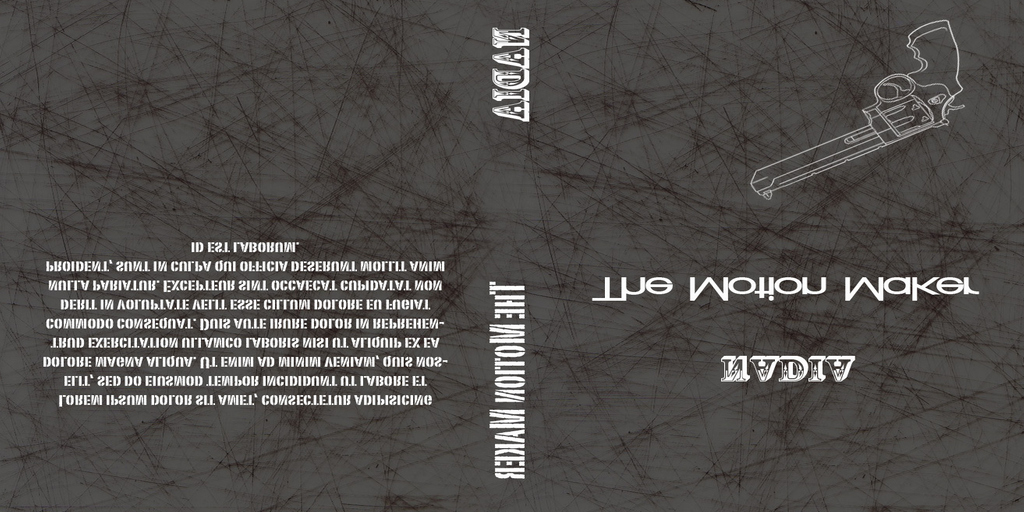 Lorem ipsum dolor sit amet, consectetur adipisicing
elit, sed do eiusmod tempor incididunt ut labore et
dolore magna aliqua. Ut enim ad minim veniam, quis nos-
trud exercitation ullamco laboris nisi ut aliquip ex ea
commodo consequat. Duis aute irure dolor in reprehen-
derit in voluptate velit esse cillum dolore eu fugiat
nulla pariatur. Excepteur sint occaecat cupidatat non
proident, sunt in culpa qui officia deserunt mollit anim
id est laborum.
The Motion Maker
NADIA
NADIA
The Motion Maker